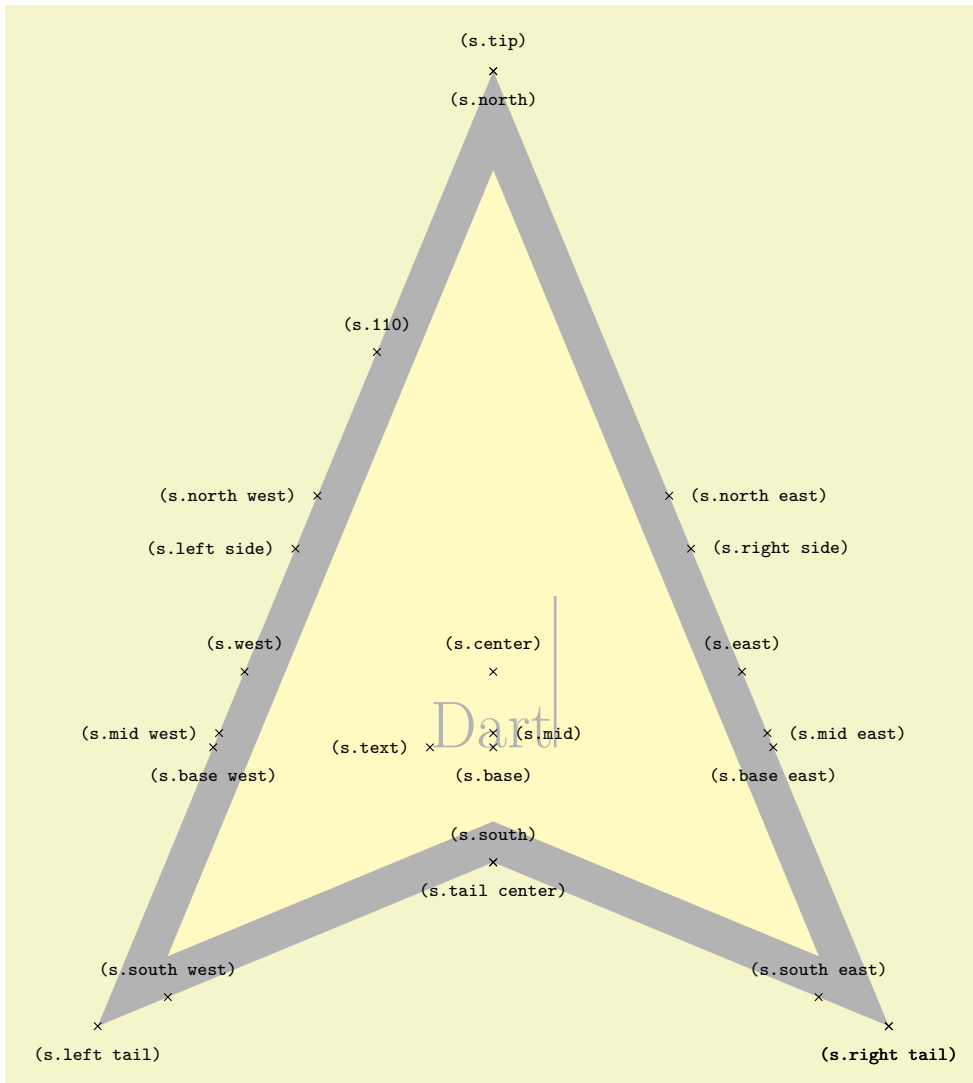 (s.tip)
(s.north)
(s.110)
(s.north west)
(s.north east)
(s.left side)
(s.right side)
(s.west)
(s.center)
(s.east)
Dart
(s.mid west)
(s.mid)
(s.mid east)
(s.text)
(s.base west)
(s.base)
(s.base east)
(s.south)
(s.tail center)
(s.south west)
(s.south east)
(s.left tail)
(s.right tail)